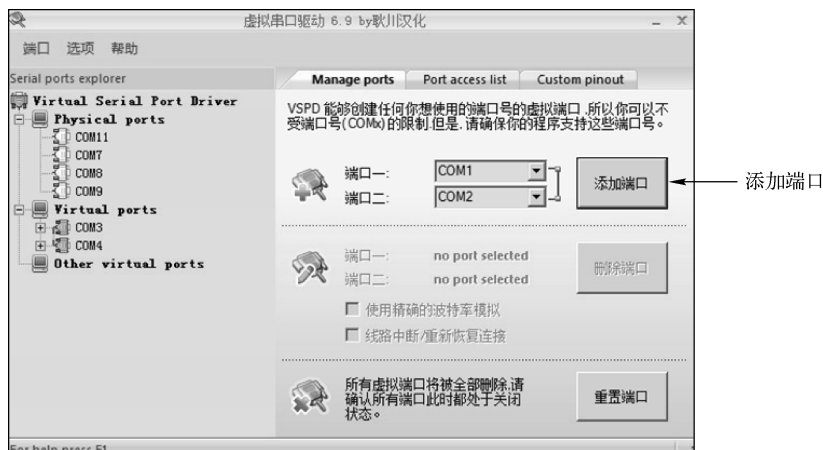 虚拟串口驱动 6.9 by耿川汉化
端口 选项 帮助
Serial ports explorer
Virtual Serial Port Driver
Physical ports
COM11
COM7
COM8
COM9
Virtual ports
COM3
COM4
Other virtual ports
Manage ports Port access list Custom pinout
VSPD 能够创建任何你想使用的端口号的虚拟端口,所以你可以不
受端口号(COMx)的限制.但是,请确保你的程序支持这些端口号。
端口一: COM1
端口二: COM2
添加端口
添加端口
端口一: no port selected
端口二: no port selected
删除端口
使用精确的波特率模拟
线路中断/重新恢复连接
所有虚拟端口将被全部删除.请
确认所有端口此时都处于关闭
状态。
重置端口
For help press F1